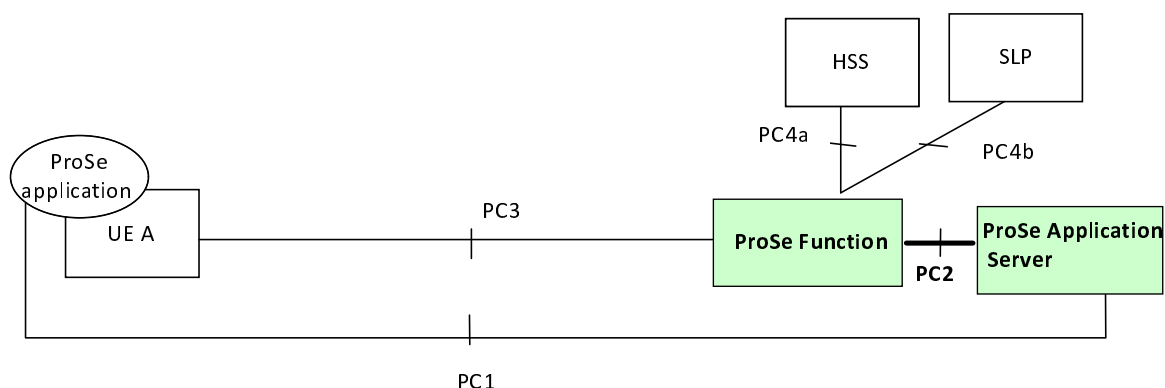 HSS
SLP
PC4a
PC4b
ProSe
application
UE A
PC3
ProSe Function
PC2
ProSe Application
Server
PC1